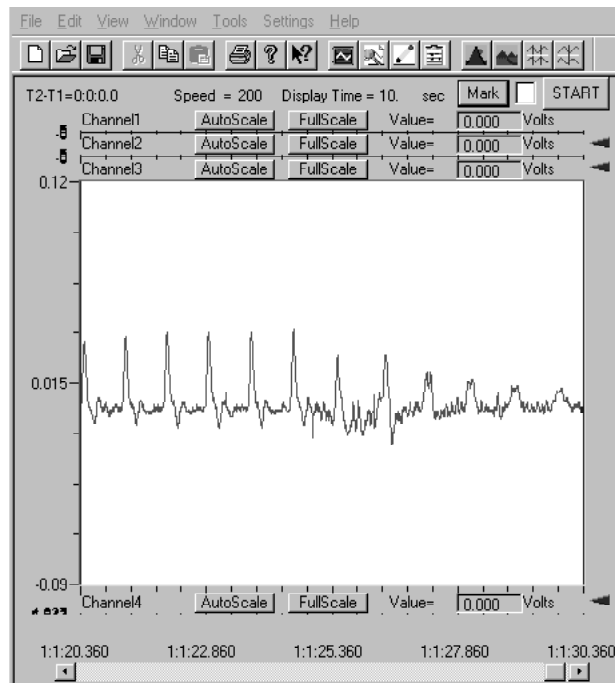 File Edit View Window Tools Settings Help
T2-T1=0:0:0.0 Speed = 200 Display Time = 10. sec Mark START
Channel1 AutoScale FullScale Value= 0.000 Volts
Channel2 AutoScale FullScale Value= 0.000 Volts
Channel3 AutoScale FullScale Value= 0.000 Volts
0.12
0.015
-0.09
Channel4 AutoScale FullScale Value= 0.000 Volts
1:1:20.360 1:1:22.860 1:1:25.360 1:1:27.860 1:1:30.360